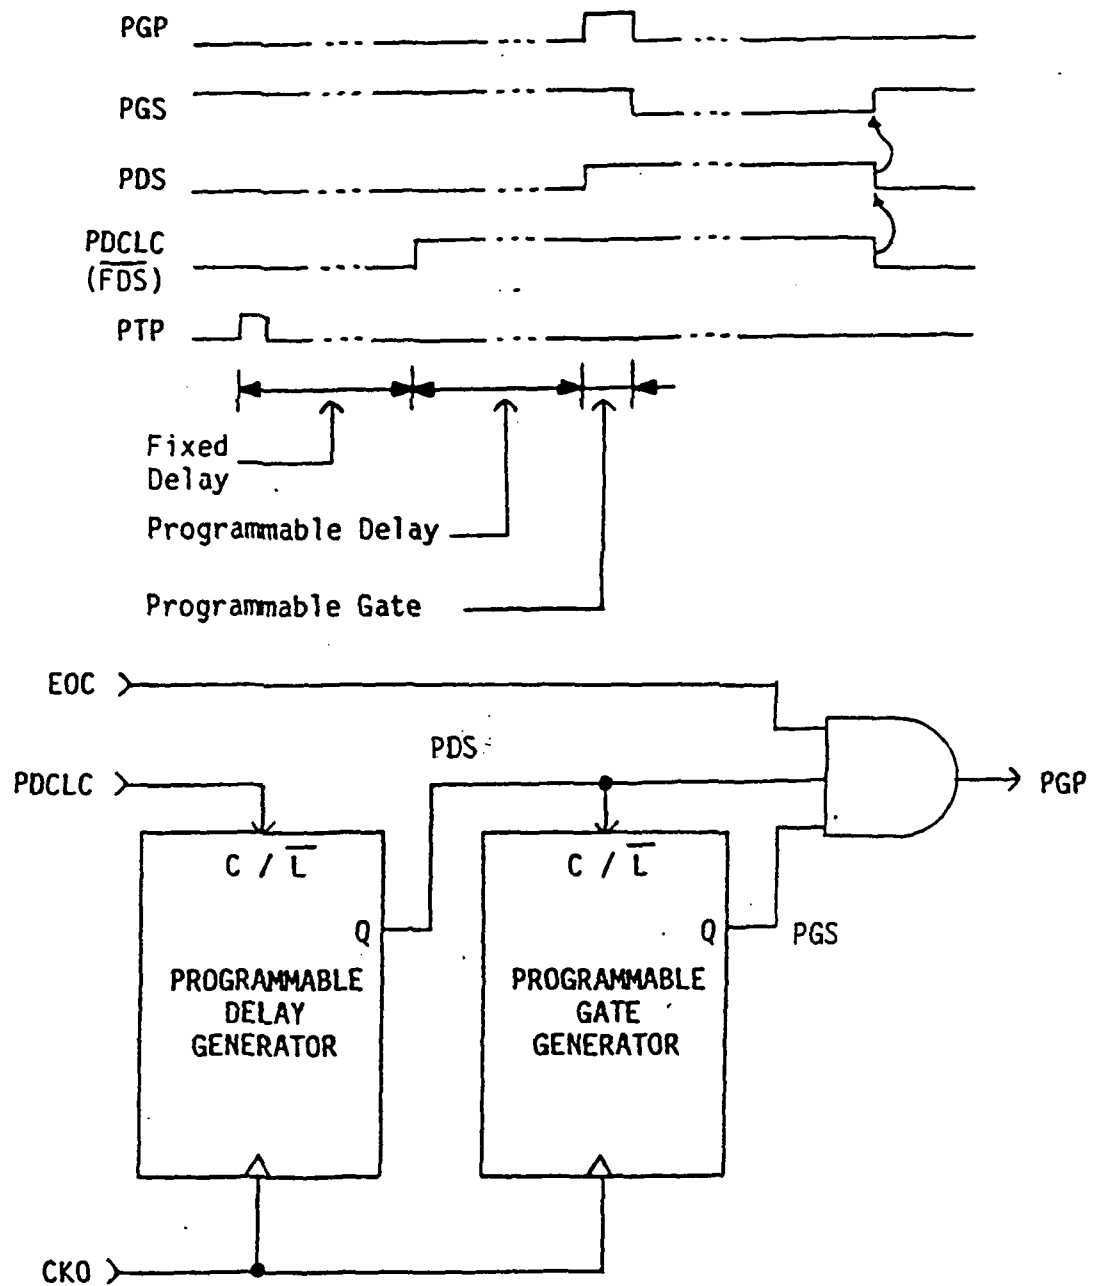 PGP
PGS
PDS
PDCLC
(F̅D̅S̅)
PTP
Fixed
Delay
Programmable Delay
Programmable Gate
EOC
PDS
PDCLC
PGP
C / L̅
C / L̅
Q
Q
PGS
PROGRAMMABLE
DELAY
GENERATOR
PROGRAMMABLE
GATE
GENERATOR
CKO